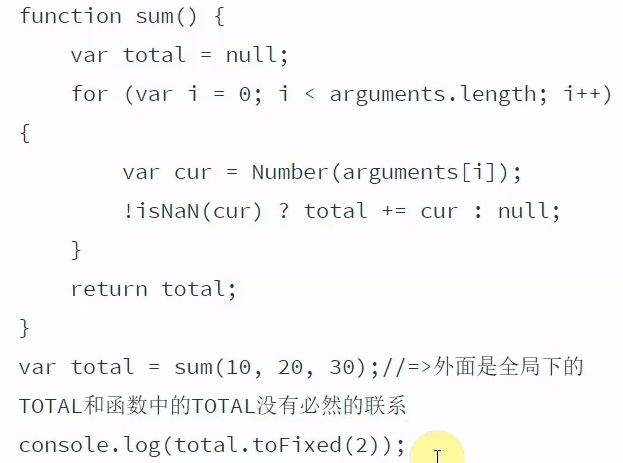 function sum() {
    var total = null;
    for (var i = 0; i < arguments.length; i++)
{
        var cur = Number(arguments[i]);
        !isNaN(cur) ? total += cur : null;
    }
    return total;
}
var total = sum(10, 20, 30);//=>外面是全局下的
TOTAL和函数中的TOTAL没有必然的联系
console.log(total.toFixed(2));